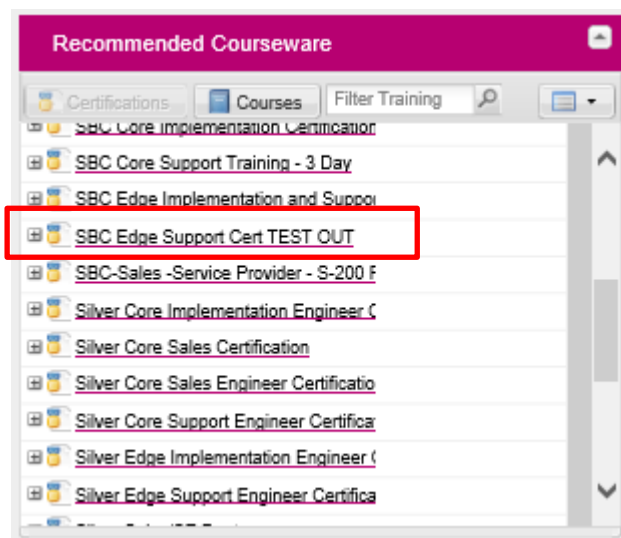 Recommended Courseware
Certifications Courses Filter Training
SBC Core Implementation Certification
SBC Core Support Training - 3 Day
SBC Edge Implementation and Suppo
SBC Edge Support Cert TEST OUT
SBC-Sales -Service Provider - S-200 F
Silver Core Implementation Engineer C
Silver Core Sales Certification
Silver Core Sales Engineer Certificatio
Silver Core Support Engineer Certifica
Silver Edge Implementation Engineer
Silver Edge Support Engineer Certifica